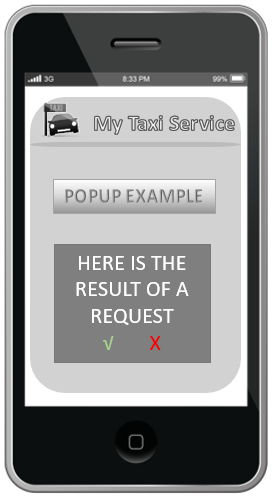 3G 8:33 PM 99%
TAXI
My Taxi Service
POPUP EXAMPLE
HERE IS THE
RESULT OF A
REQUEST
√ X